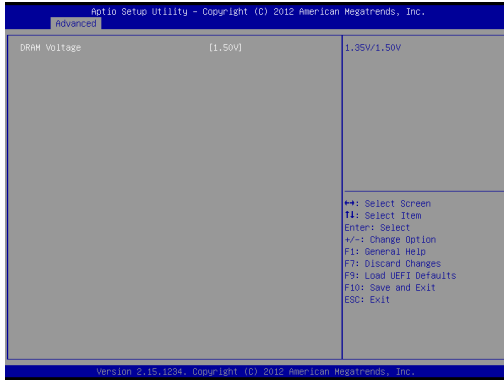 Aptio Setup Utility – Copyright (C) 2012 American Megatrends, Inc.
Advanced
DRAM Voltage [1.50V]
1.35V/1.50V
↔: Select Screen
↑↓: Select Item
Enter: Select
+/-: Change Option
F1: General Help
F7: Discard Changes
F9: Load UEFI Defaults
F10: Save and Exit
ESC: Exit
Version 2.15.1234. Copyright (C) 2012 American Megatrends, Inc.